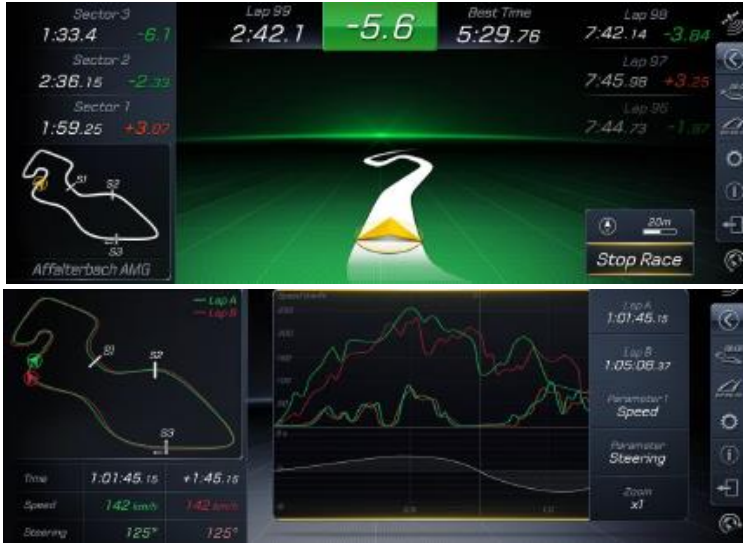 Sector 3
1:33.4 -6.1
Sector 2
2:36.15 -2.33
Sector 1
1:59.25 +3.07
Lap 99
2:42.1
-5.6
Best Time
5:29.76
Lap 98
7:42.14 -3.84
Lap 97
7:45.98 +3.25
7:44.73
S1
S2
S3
Affalterbach AMG
20m
Stop Race
Lap A
Lap B
S1
S2
S3
Time 1:01:45.15 +1:45.15
Speed 142 km/h 142 km/h
Steering 125° 125°
Lap A
1:01:45.15
Lap B
1:05:08.37
Parameter 1
Speed
Parameter
Steering
Zoom
x1